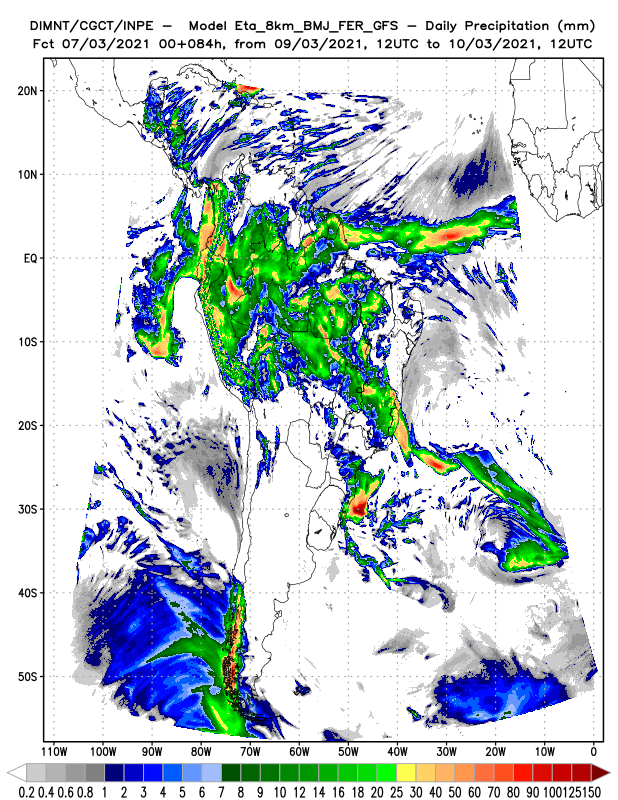 DIMNT/CGCT/INPE – Model Eta_8km_BMJ_FER_GFS – Daily Precipitation (mm)
Fct 07/03/2021 00+084h, from 09/03/2021, 12UTC to 10/03/2021, 12UTC
20N
10N
EQ
10S
20S
30S
40S
50S
110W 100W 90W 80W 70W 60W 50W 40W 30W 20W 10W 0
0.2 0.4 0.6 0.8 1 2 3 4 5 6 7 8 9 10 12 14 16 18 20 25 30 40 50 60 70 80 90 100 125 150